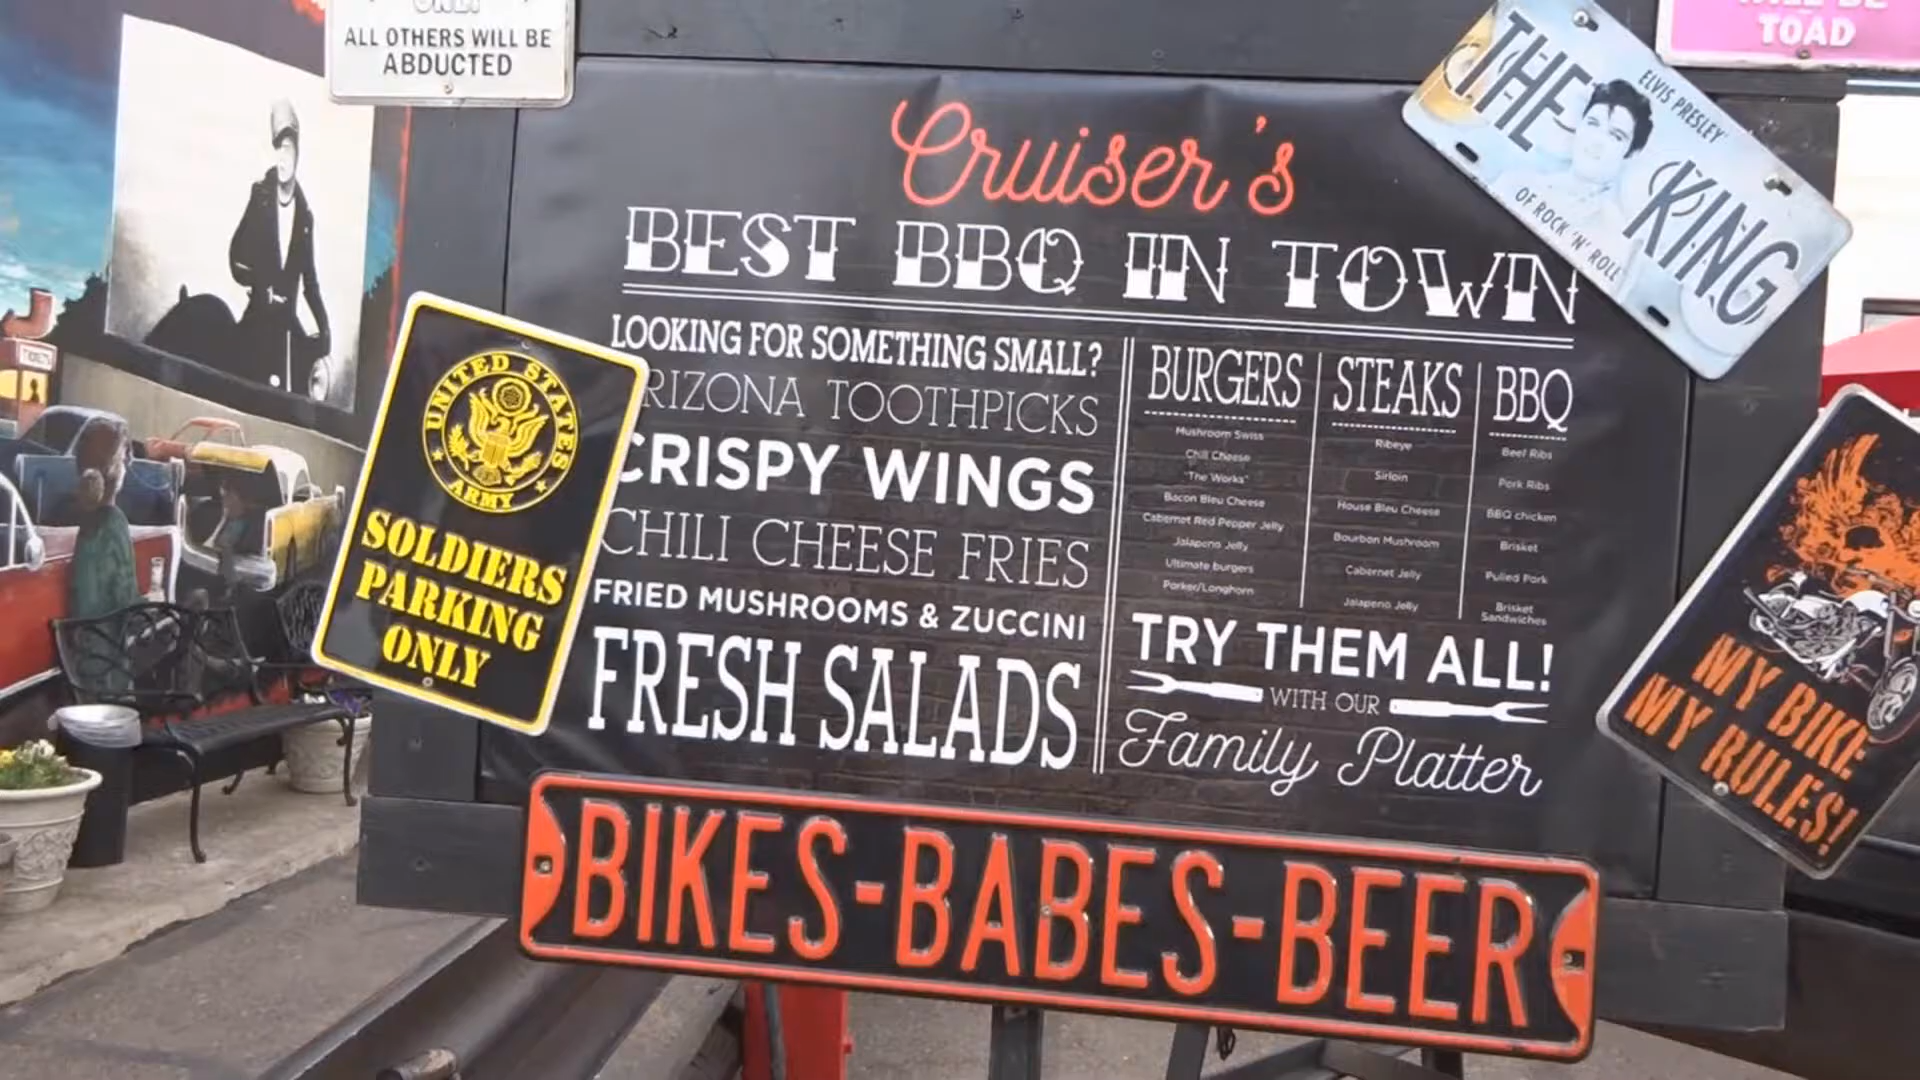 ALL OTHERS WILL BE
ABDUCTED
TOAD
THE KING
ELVIS PRESLEY
OF ROCK 'N' ROLL
Cruiser's
BEST BBQ IN TOWN
LOOKING FOR SOMETHING SMALL?
RIZONA TOOTHPICKS
CRISPY WINGS
CHILI CHEESE FRIES
FRIED MUSHROOMS & ZUCCINI
FRESH SALADS
BURGERS
Mushroom Swiss
Chili Cheese
"The Works"
Bacon Bleu Cheese
Cabernet Red Pepper Jelly
Jalapeno Jelly
Ultimate burgers
Porker/Longhorn
STEAKS
Ribeye
Sirloin
House Bleu Cheese
Bourbon Mushroom
Cabernet Jelly
Jalapeno Jelly
BBQ
Beef Ribs
Pork Ribs
BBQ chicken
Brisket
Pulled Pork
Brisket
Sandwiches
TRY THEM ALL!
WITH OUR
Family Platter
UNITED STATES
ARMY
SOLDIERS
PARKING
ONLY
MY BIKE
MY RULES!
BIKES-BABES-BEER